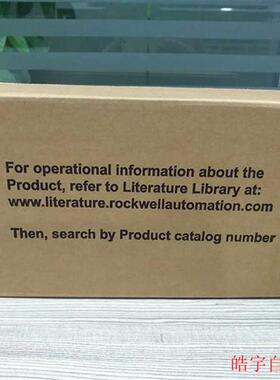 For operational information about the
Product, refer to Literature Library at:
www.literature.rockwellautomation.com
Then, search by Product catalog number
皓宇自